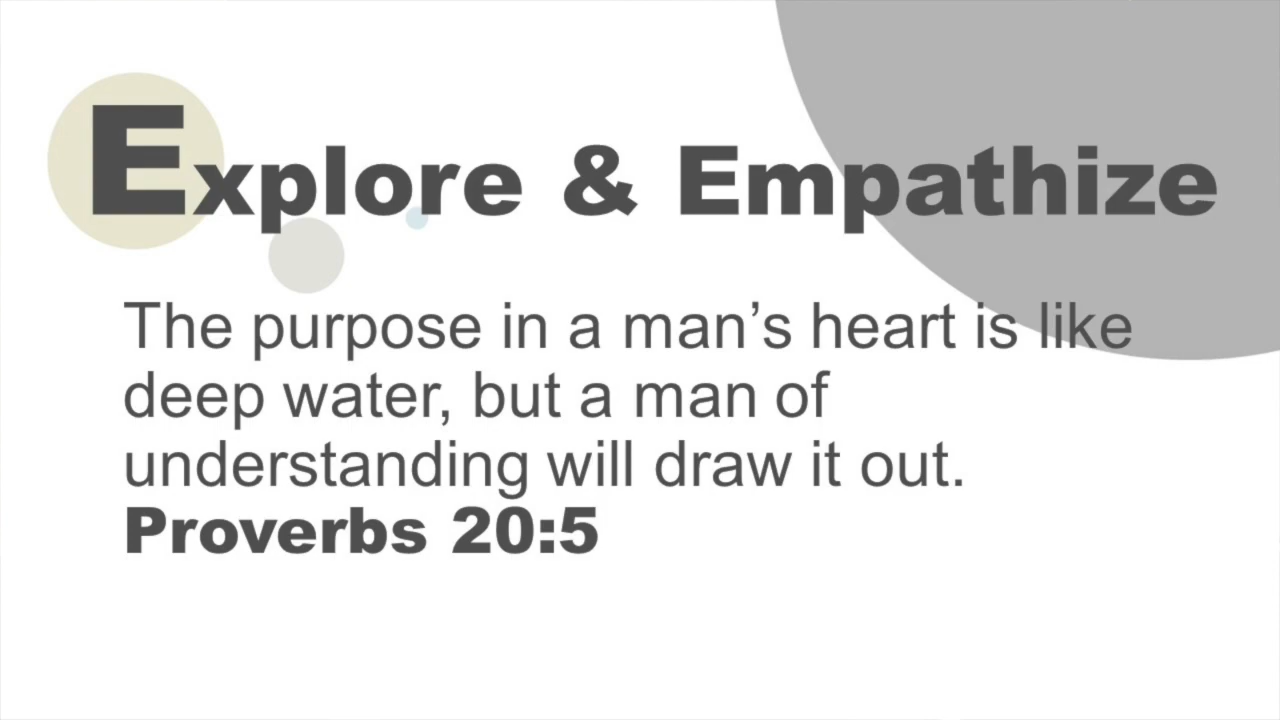 Explore & Empathize
The purpose in a man’s heart is like
deep water, but a man of
understanding will draw it out.
Proverbs 20:5